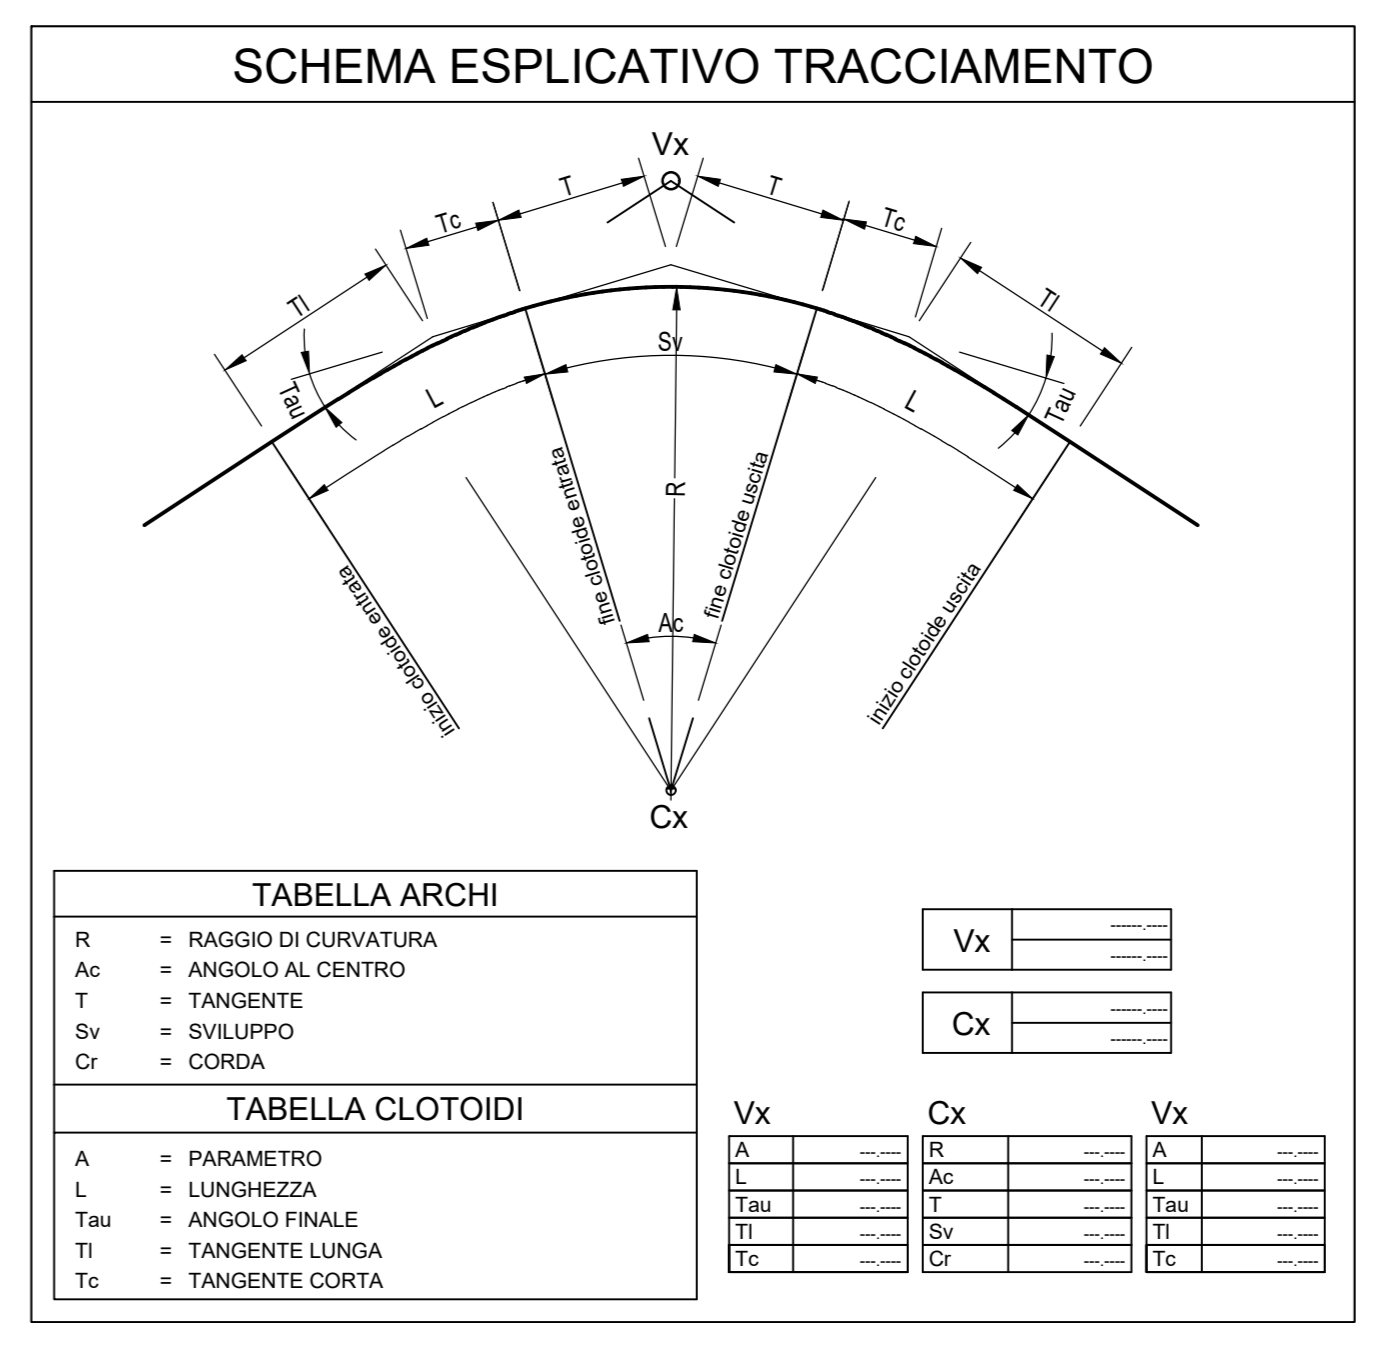 SCHEMA ESPLICATIVO TRACCIAMENTO
Vx
T
T
Tc
Tc
Tl
Tl
Sv
Tau
L
L
Tau
R
fine clotoide entrata
fine clotoide uscita
inizio clotoide entrata
inizio clotoide uscita
Ac
Cx
TABELLA ARCHI
R = RAGGIO DI CURVATURA
Ac = ANGOLO AL CENTRO
T = TANGENTE
Sv = SVILUPPO
Cr = CORDA
TABELLA CLOTOIDI
A = PARAMETRO
L = LUNGHEZZA
Tau = ANGOLO FINALE
Tl = TANGENTE LUNGA
Tc = TANGENTE CORTA
Vx ------.----
------.----
Cx ------.----
------.----
Vx Cx Vx
A ---.---- R ---.---- A ---.----
L ---.---- Ac ---.---- L ---.----
Tau ---.---- T ---.---- Tau ---.----
Tl ---.---- Sv ---.---- Tl ---.----
Tc ---.---- Cr ---.---- Tc ---.----